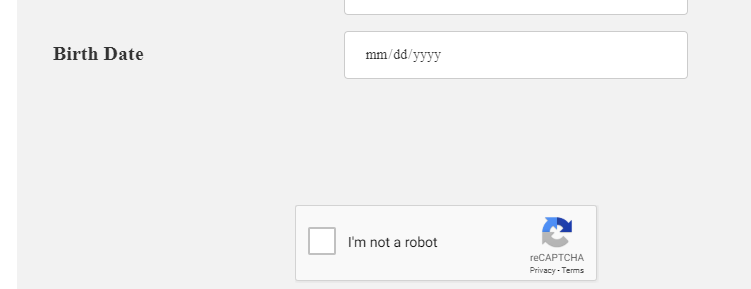 Birth Date
mm/dd/yyyy
I'm not a robot
reCAPTCHA
Privacy - Terms